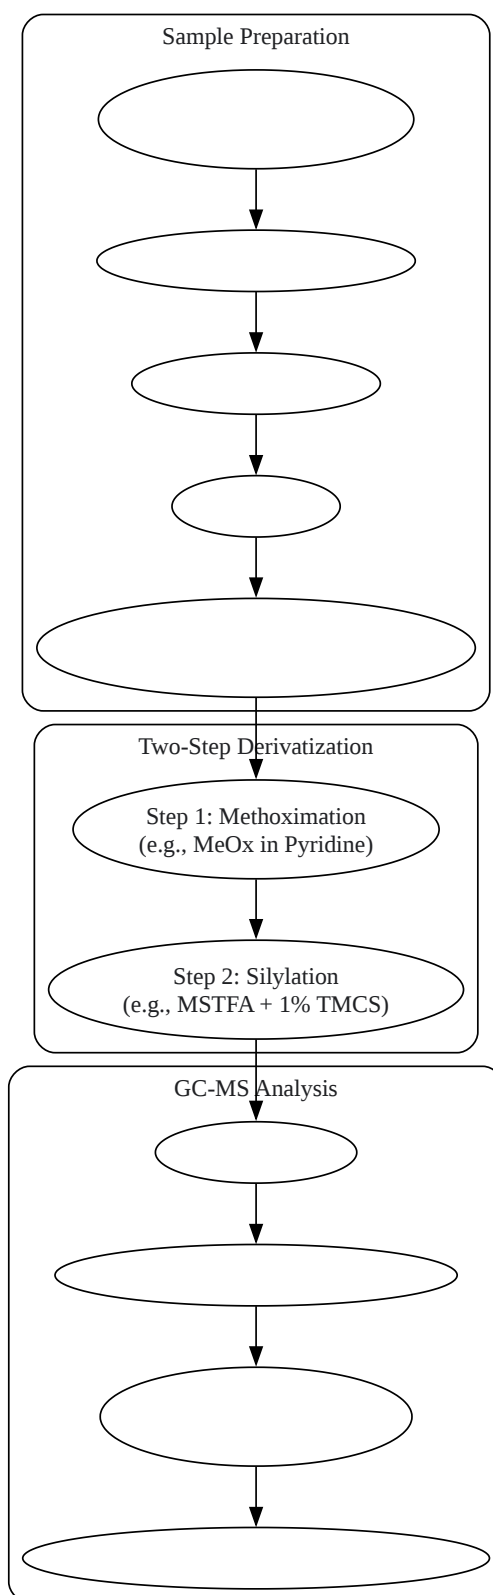 Sample Preparation
Two-Step Derivatization
Step 1: Methoximation
(e.g., MeOx in Pyridine)
Step 2: Silylation
(e.g., MSTFA + 1% TMCS)
GC-MS Analysis